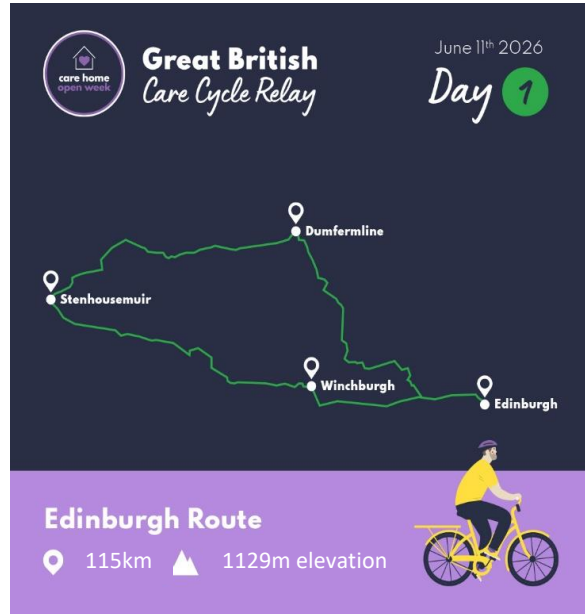 care home
open week
Great British
Care Cycle Relay
June 11th 2026
Day 1
Dumfermline
Stenhousemuir
Winchburgh
Edinburgh
Edinburgh Route
115km 1129m elevation